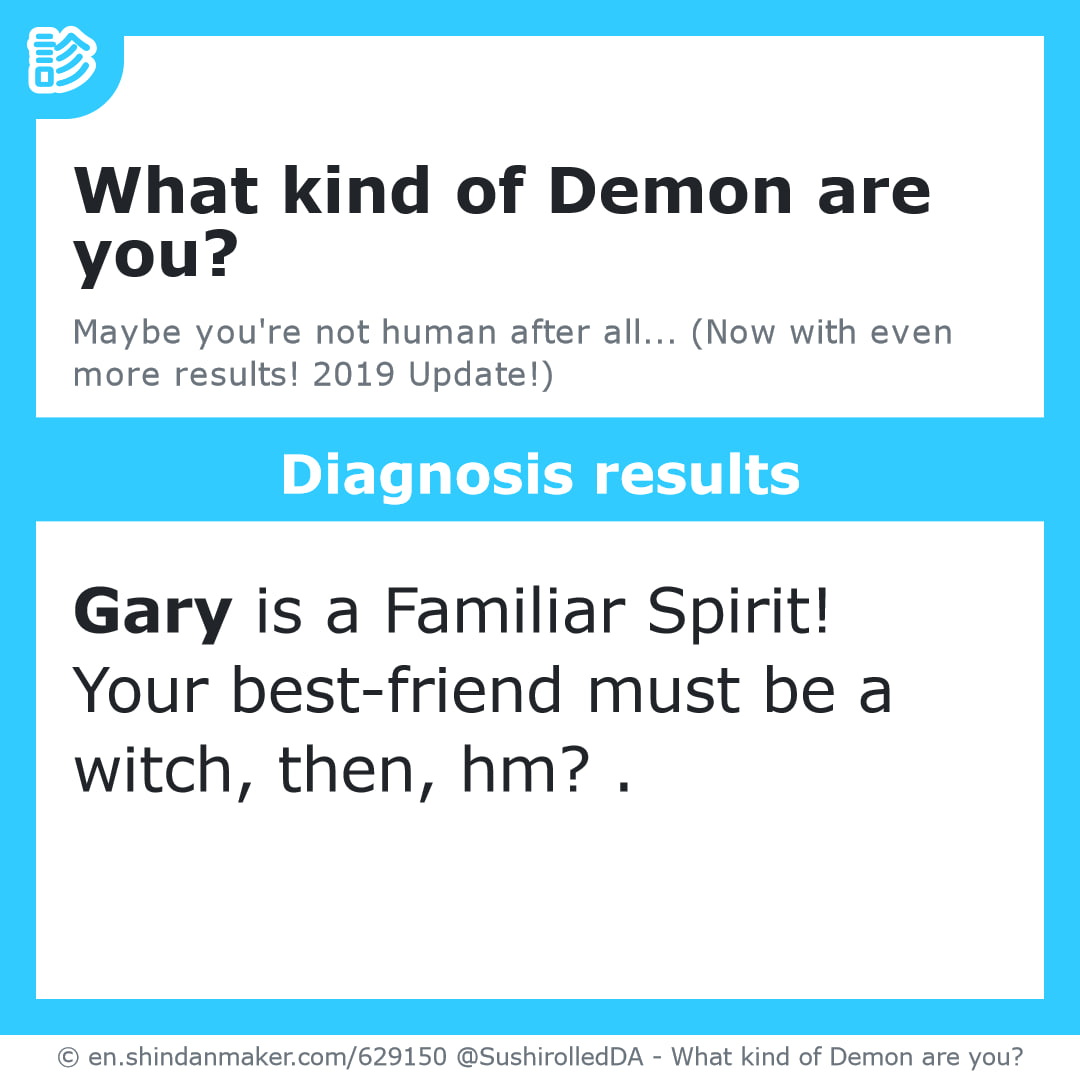 What kind of Demon are
you?
Maybe you're not human after all... (Now with even
more results! 2019 Update!)
Diagnosis results
Gary is a Familiar Spirit!
Your best-friend must be a
witch, then, hm? .
© en.shindanmaker.com/629150 @SushirolledDA - What kind of Demon are you?